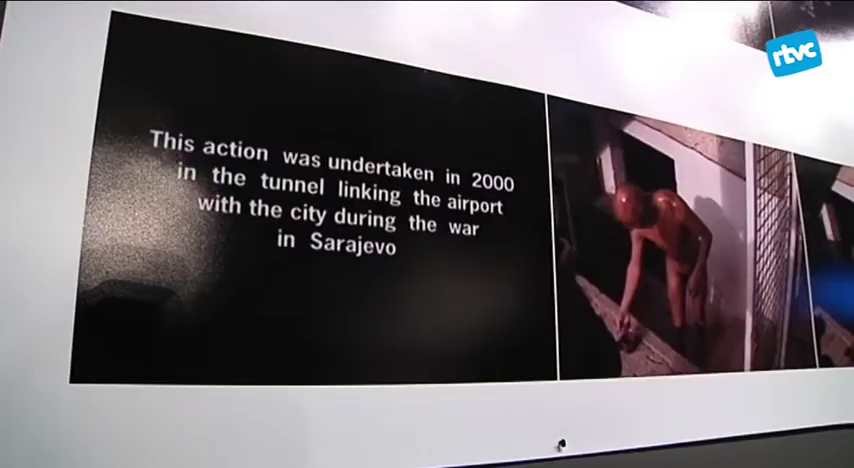 rtvc
This action was undertaken in 2000
in the tunnel linking the airport
with the city during the war
in Sarajevo